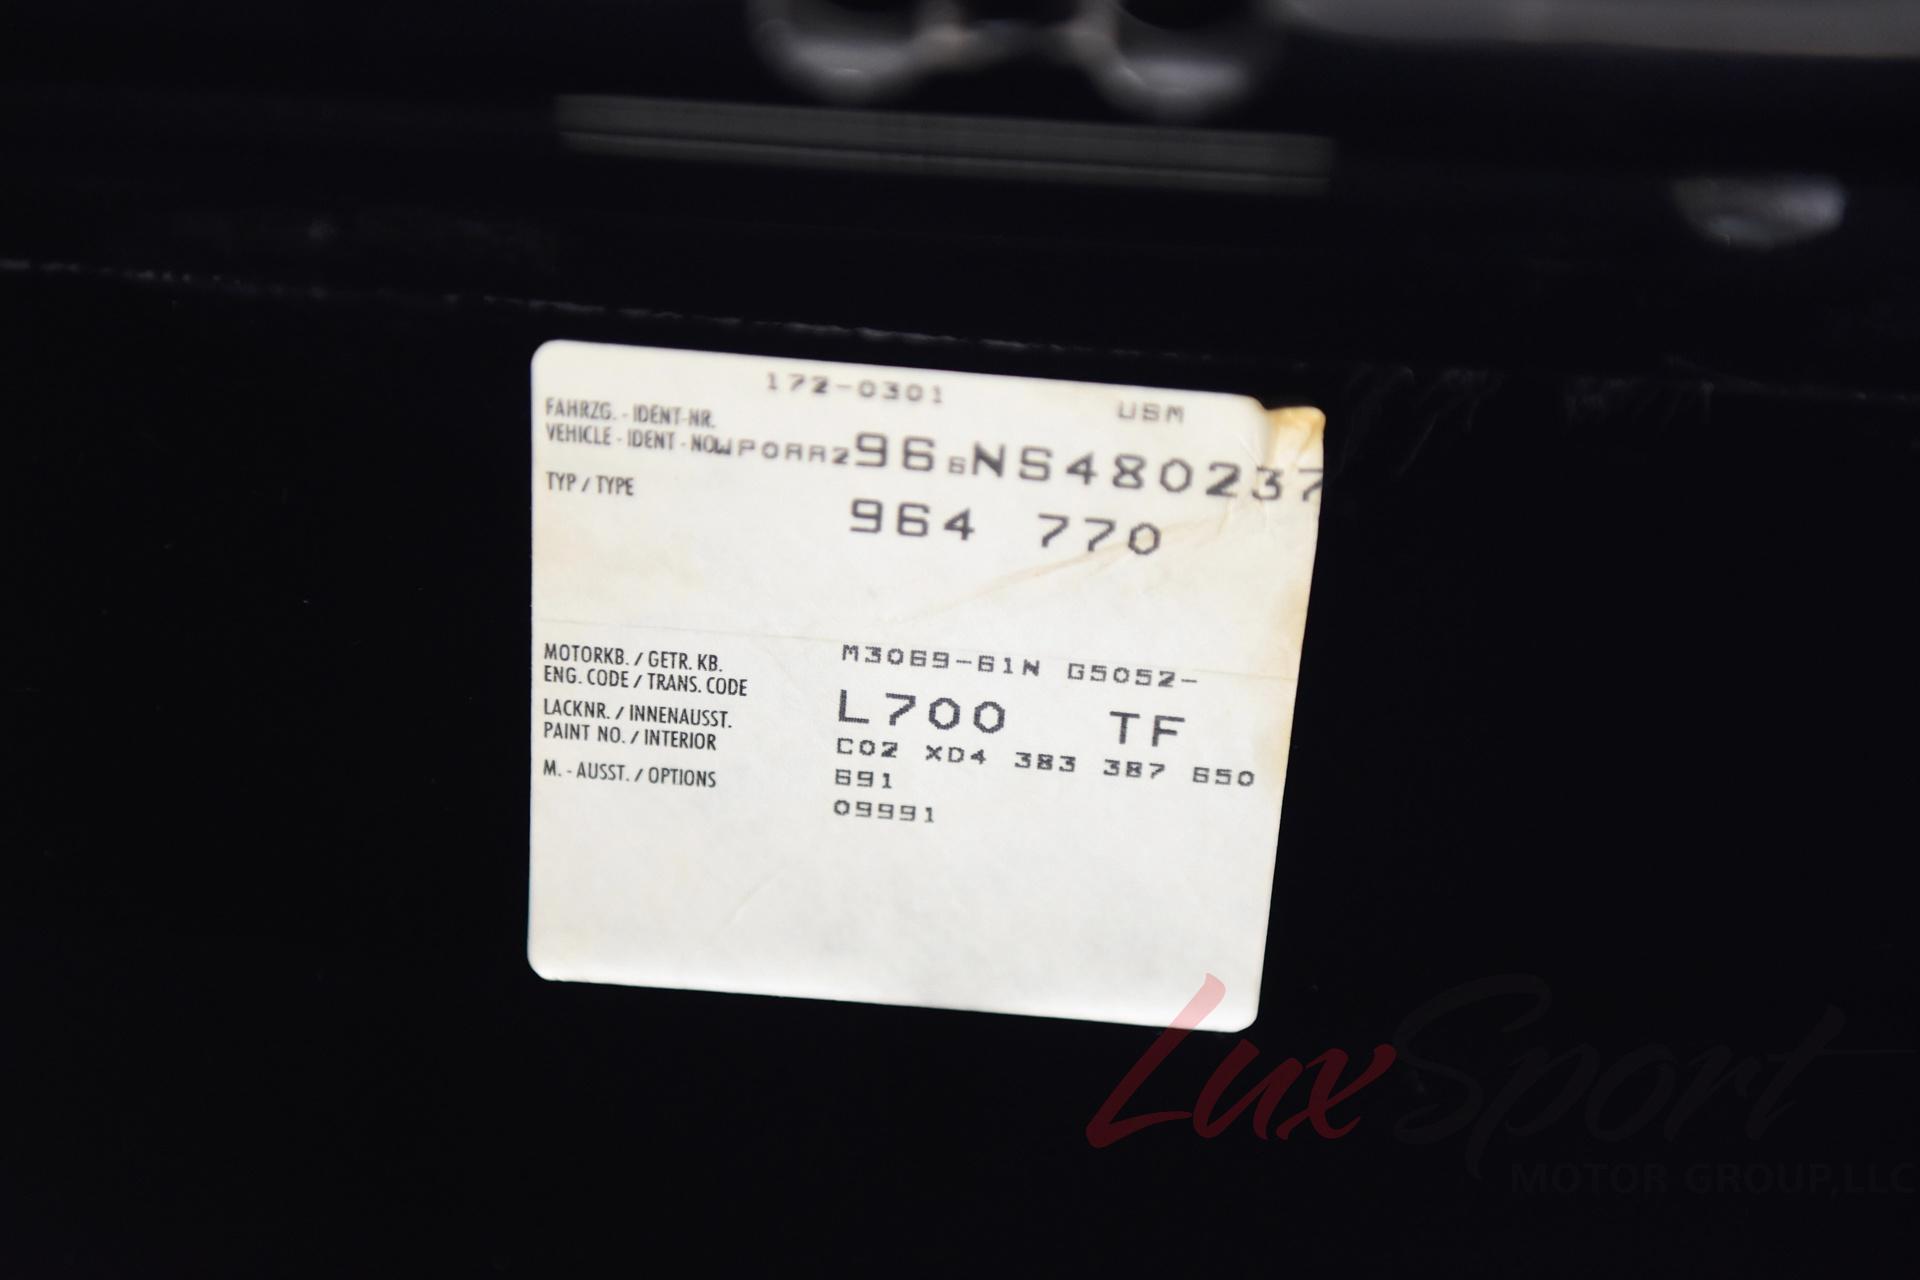 172-0301 USM
FAHRZG. - IDENT-NR.
VEHICLE - IDENT - NO WP0AA296 6NS480237
TYP / TYPE 964 770
MOTORKB. / GETR. KB. M3069-61N G5052-
ENG. CODE / TRANS. CODE
LACKNR. / INNENAUSST. L700 TF
PAINT NO. / INTERIOR
C02 XD4 383 387 650
M. - AUSST. / OPTIONS 691
09991
LuxSport
MOTOR GROUP, LLC